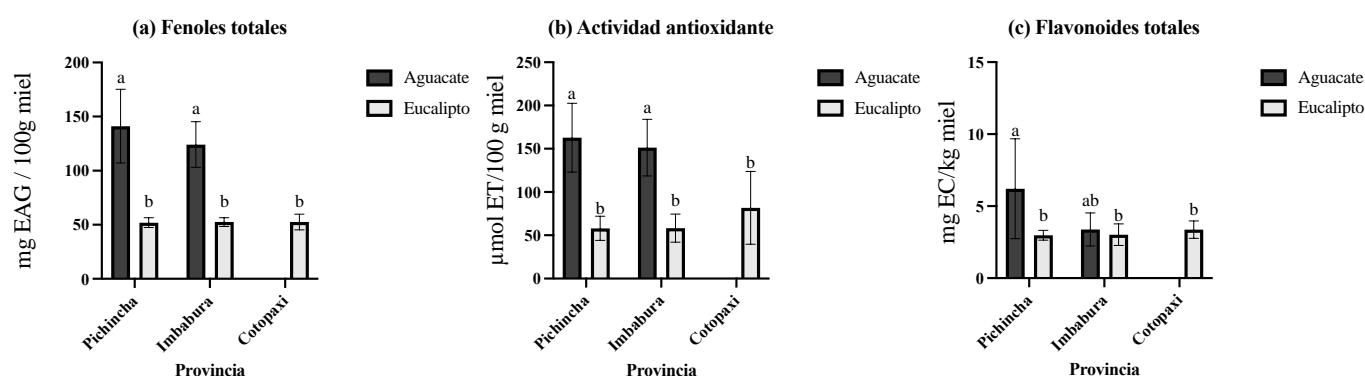 (a) Fenoles totales
mg EAG / 100g miel
200
150
100
50
0
a
b
a
b
b
Pichincha
Imbabura
Cotopaxi
Provincia
Aguacate
Eucalipto
(b) Actividad antioxidante
µmol ET/100 g miel
250
200
150
100
50
0
a
b
a
b
b
Pichincha
Imbabura
Cotopaxi
Provincia
Aguacate
Eucalipto
(c) Flavonoides totales
mg EC/kg miel
15
10
5
0
a
b
ab
b
b
Pichincha
Imbabura
Cotopaxi
Provincia
Aguacate
Eucalipto